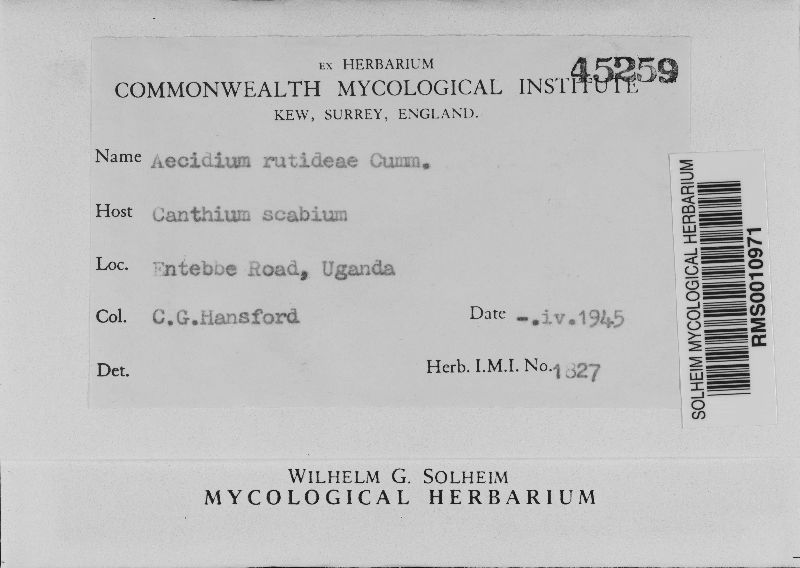 EX HERBARIUM
45259
COMMONWEALTH MYCOLOGICAL INSTITUTE
KEW, SURREY, ENGLAND.
Name Aecidium rutideae Cumm.
Host Canthium scabium
Loc. Entebbe Road, Uganda
Col. C.G.Hansford Date -.iv.1945
Det. Herb. I.M.I. No. 1827
SOLHEIM MYCOLOGICAL HERBARIUM
RMS0010971
WILHELM G. SOLHEIM
MYCOLOGICAL HERBARIUM